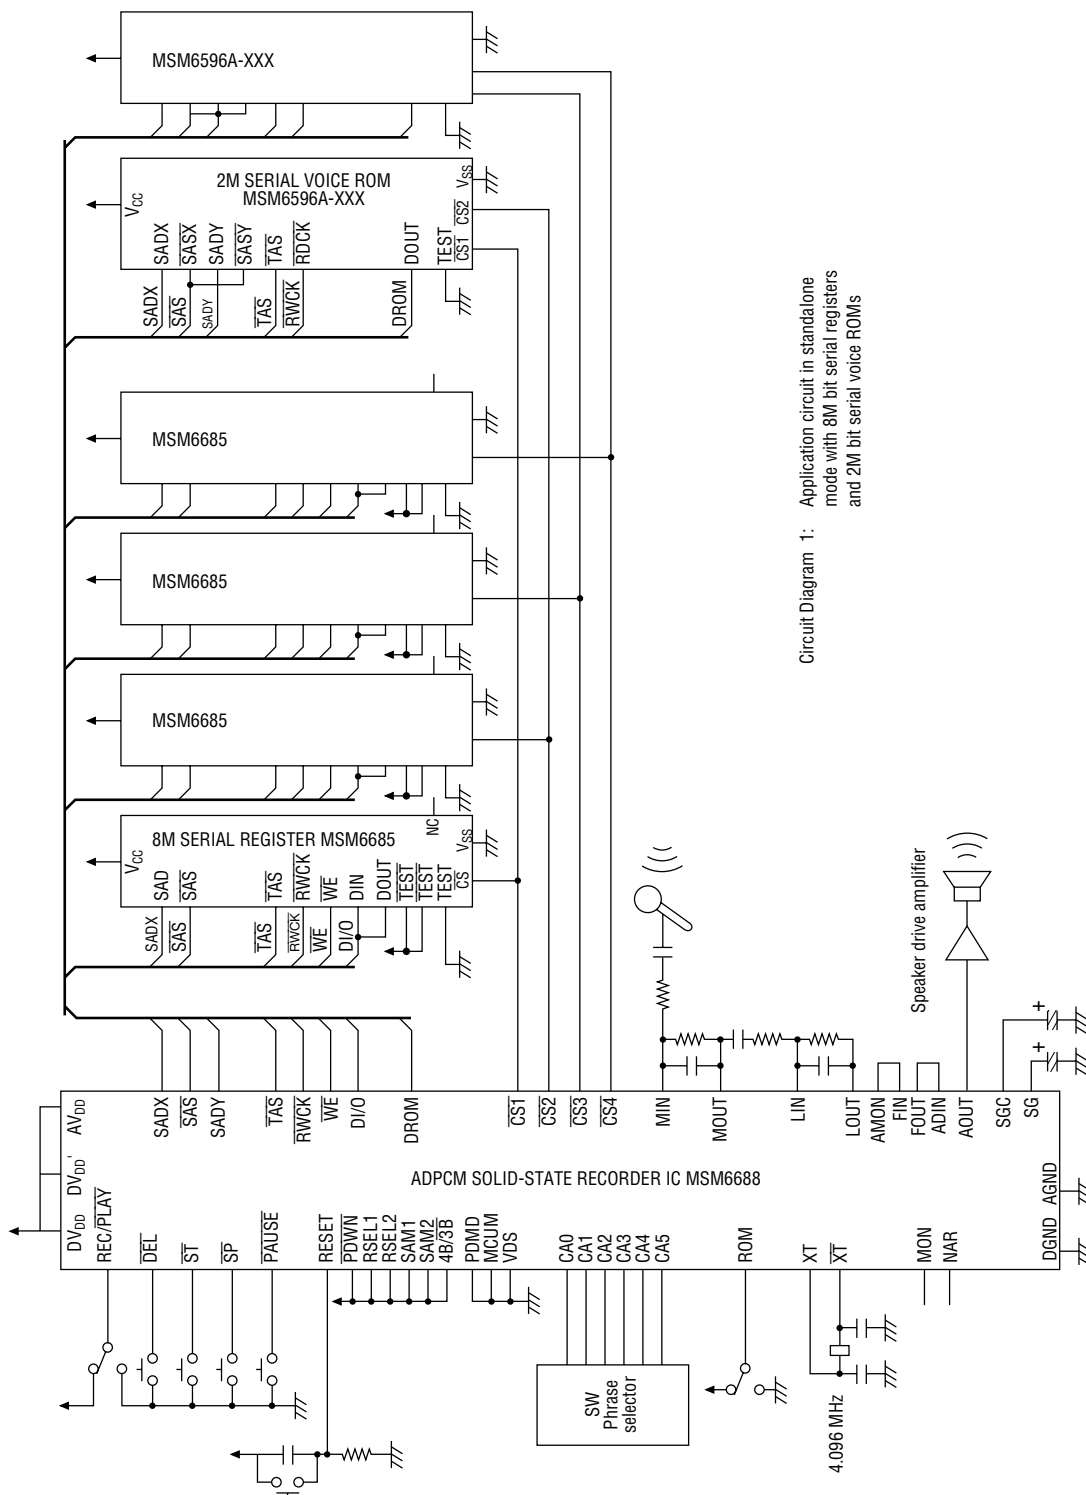 MSM6596A-XXX
2M SERIAL VOICE ROM
MSM6596A-XXX
VCC
SADX
SASX
SADY
SASY
TAS
RDCK
DOUT
TEST
CS1
CS2
VSS
SADX
SAS
SADY
TAS
RWCK
DROM
MSM6685
MSM6685
MSM6685
8M SERIAL REGISTER MSM6685
VCC
SAD
SAS
TAS
RWCK
WE
DIN
DOUT
TEST
TEST
TEST
CS
NC
VSS
SADX
SAS
TAS
RWCK
WE
DI/O
ADPCM SOLID-STATE RECORDER IC MSM6688
DVDD
DVDD'
AVDD
SADX
SAS
SADY
TAS
RWCK
WE
DI/O
DROM
CS1
CS2
CS3
CS4
MIN
MOUT
LIN
LOUT
AMON
FIN
FOUT
ADIN
AOUT
SGC
SG
REC/PLAY
DEL
ST
SP
PAUSE
RESET
PDWN
RSEL1
RSEL2
SAM1
SAM2
4B/3B
PDMD
MCUM
VDS
CA0
CA1
CA2
CA3
CA4
CA5
ROM
XT
XT
MON
NAR
DGND
AGND
SW
Phrase
selector
4.096 MHz
Speaker drive amplifier
+
+
Circuit Diagram 1: Application circuit in standalone
mode with 8M bit serial registers
and 2M bit serial voice ROMs